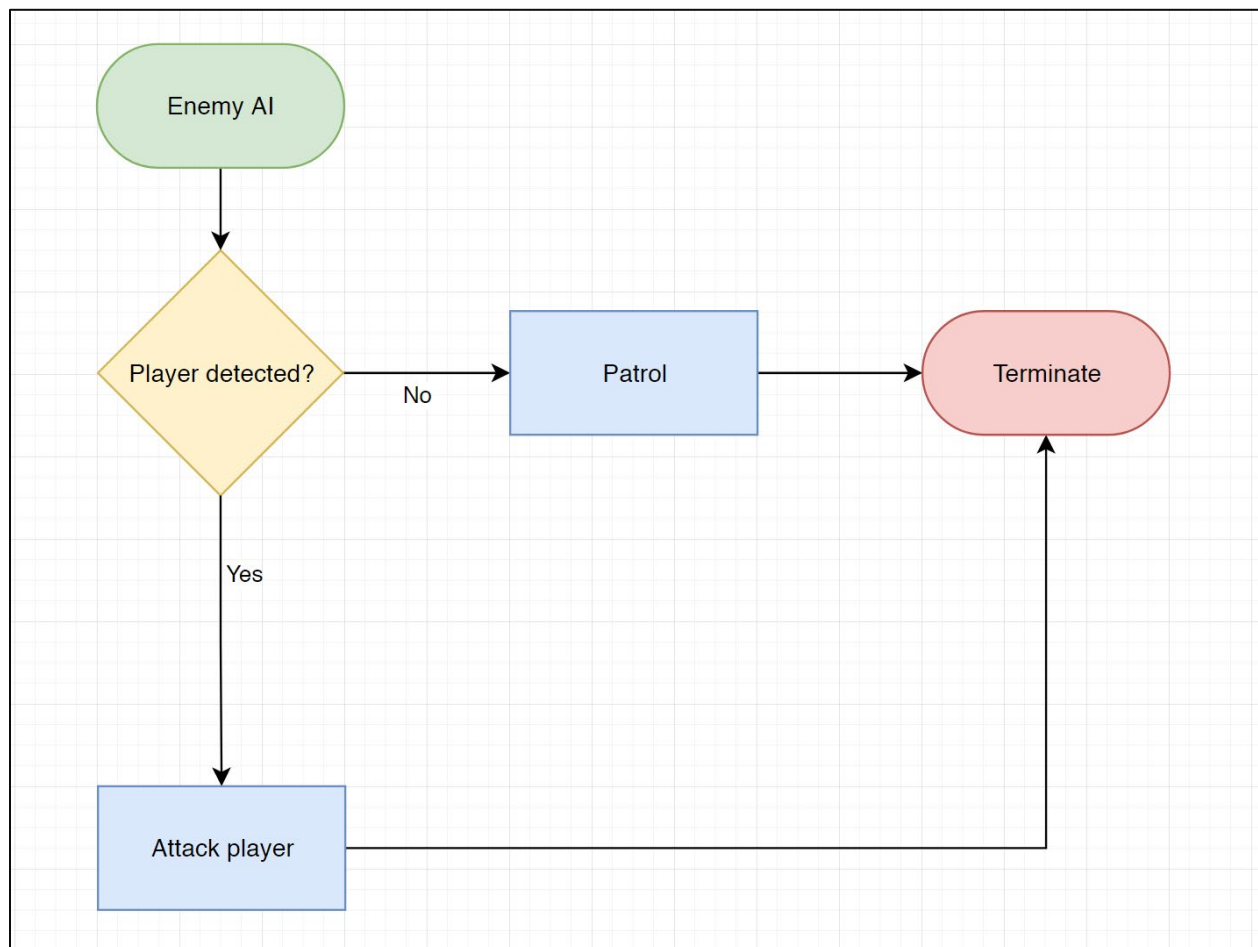 Enemy AI
Player detected?
No
Patrol
Terminate
Yes
Attack player